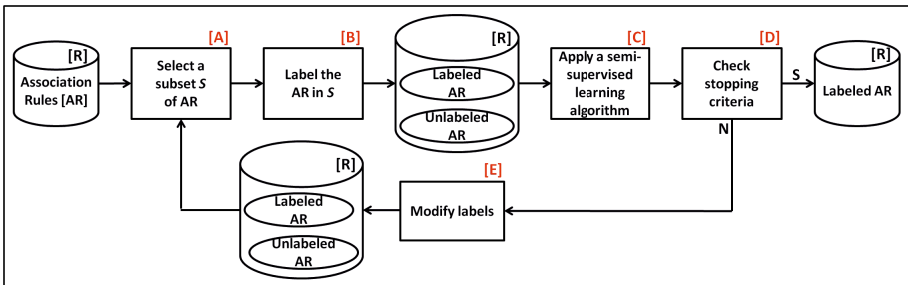 [R]
Association
Rules [AR]
[A]
Select a
subset S
of AR
[B]
Label the
AR in S
[R]
Labeled
AR
Unlabeled
AR
[C]
Apply a semi-
supervised
learning
algorithm
[D]
Check
stopping
criteria
S
N
[R]
Labeled AR
[E]
Modify labels
[R]
Labeled
AR
Unlabeled
AR